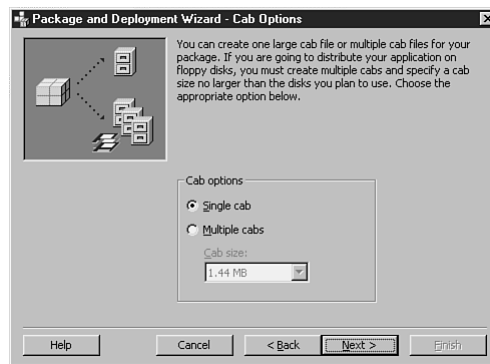 Package and Deployment Wizard - Cab Options
You can create one large cab file or multiple cab files for your
package. If you are going to distribute your application on
floppy disks, you must create multiple cabs and specify a cab
size no larger than the disks you plan to use. Choose the
appropriate option below.
Cab options
Single cab
Multiple cabs
Cab size:
1.44 MB
Help Cancel < Back Next > Finish